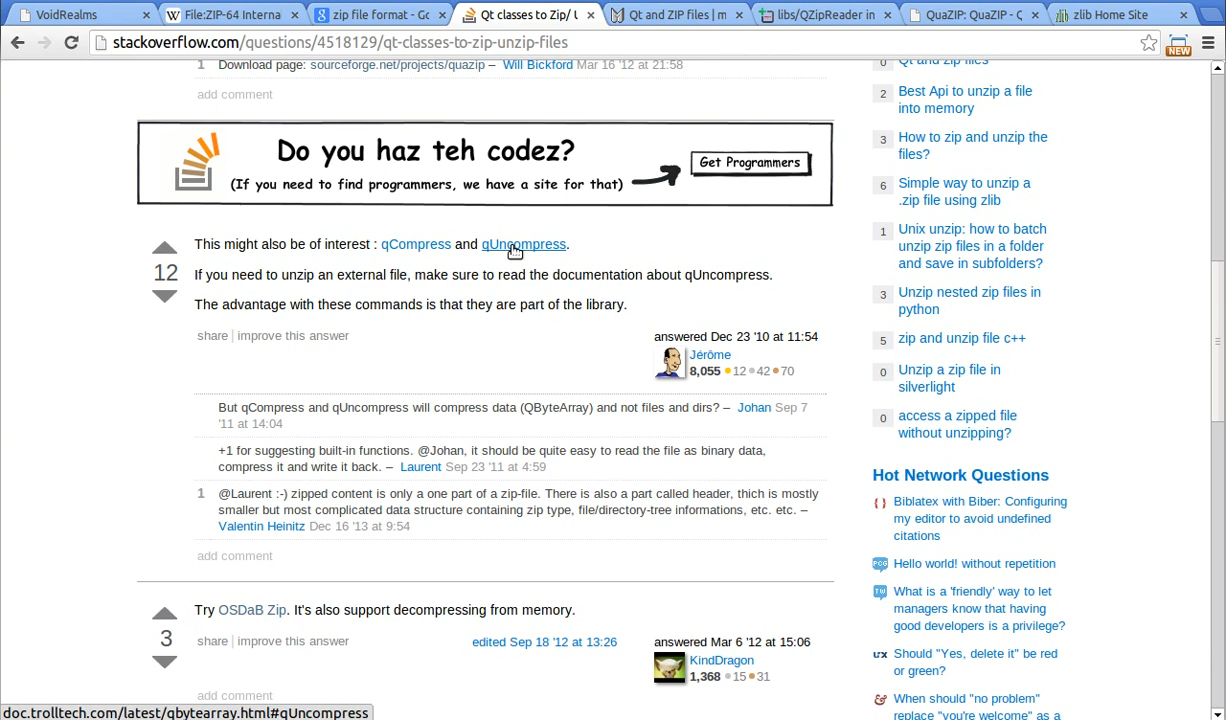 VoidRealms
File:ZIP-64 Interna
zip file format - Go
Qt classes to Zip/ U
Qt and ZIP files | m
libs/QZipReader in
QuaZIP: QuaZIP - Q
zlib Home Site
stackoverflow.com/questions/4518129/qt-classes-to-zip-unzip-files
NEW
1 Download page: sourceforge.net/projects/quazip – Will Bickford Mar 16 '12 at 21:58
add comment
Do you haz teh codez?
(If you need to find programmers, we have a site for that)
Get Programmers
This might also be of interest : qCompress and qUncompress.
12
If you need to unzip an external file, make sure to read the documentation about qUncompress.
The advantage with these commands is that they are part of the library.
share improve this answer
answered Dec 23 '10 at 11:54
Jérôme
8,055 12 42 70
But qCompress and qUncompress will compress data (QByteArray) and not files and dirs? – Johan Sep 7
'11 at 14:04
+1 for suggesting built-in functions. @Johan, it should be quite easy to read the file as binary data,
compress it and write it back. – Laurent Sep 23 '11 at 4:59
1 @Laurent :-) zipped content is only a one part of a zip-file. There is also a part called header, thich is mostly
smaller but most complicated data structure containing zip type, file/directory-tree informations, etc. etc. –
Valentin Heinitz Dec 16 '13 at 9:54
add comment
Try OSDaB Zip. It's also support decompressing from memory.
3
share improve this answer
edited Sep 18 '12 at 13:26
answered Mar 6 '12 at 15:06
KindDragon
1,368 15 31
add comment
doc.trolltech.com/latest/qbytearray.html#qUncompress
0 Qt and zip files
2 Best Api to unzip a file
into memory
3 How to zip and unzip the
files?
6 Simple way to unzip a
.zip file using zlib
1 Unix unzip: how to batch
unzip zip files in a folder
and save in subfolders?
3 Unzip nested zip files in
python
5 zip and unzip file c++
0 Unzip a zip file in
silverlight
0 access a zipped file
without unzipping?
Hot Network Questions
Biblatex with Biber: Configuring
my editor to avoid undefined
citations
PCG Hello world! without repetition
TW What is a 'friendly' way to let
managers know that having
good developers is a privilege?
UX Should "Yes, delete it" be red
or green?
When should "no problem"
replace "you're welcome" as a